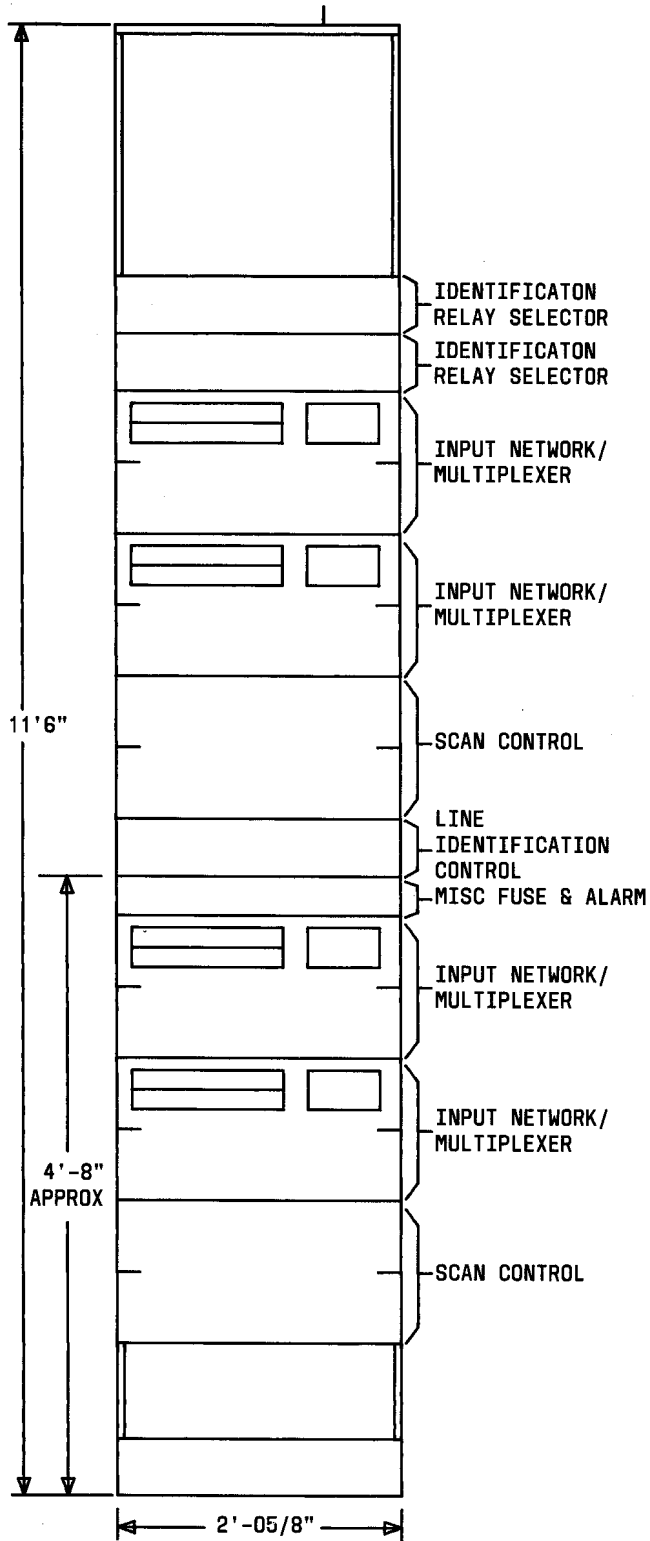 IDENTIFICATON
RELAY SELECTOR
IDENTIFICATON
RELAY SELECTOR
INPUT NETWORK/
MULTIPLEXER
INPUT NETWORK/
MULTIPLEXER
11'6"
SCAN CONTROL
LINE
IDENTIFICATION
CONTROL
MISC FUSE & ALARM
INPUT NETWORK/
MULTIPLEXER
INPUT NETWORK/
MULTIPLEXER
4'-8"
APPROX
SCAN CONTROL
2'-05/8"